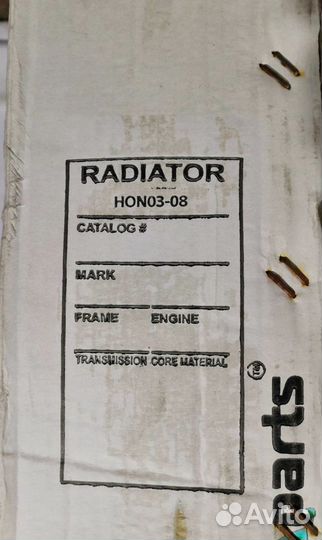 RADIATOR
HON03-08
CATALOG #
MARK
FRAME ENGINE
TRANSMISSION CORE MATERIAL
parts
Avito